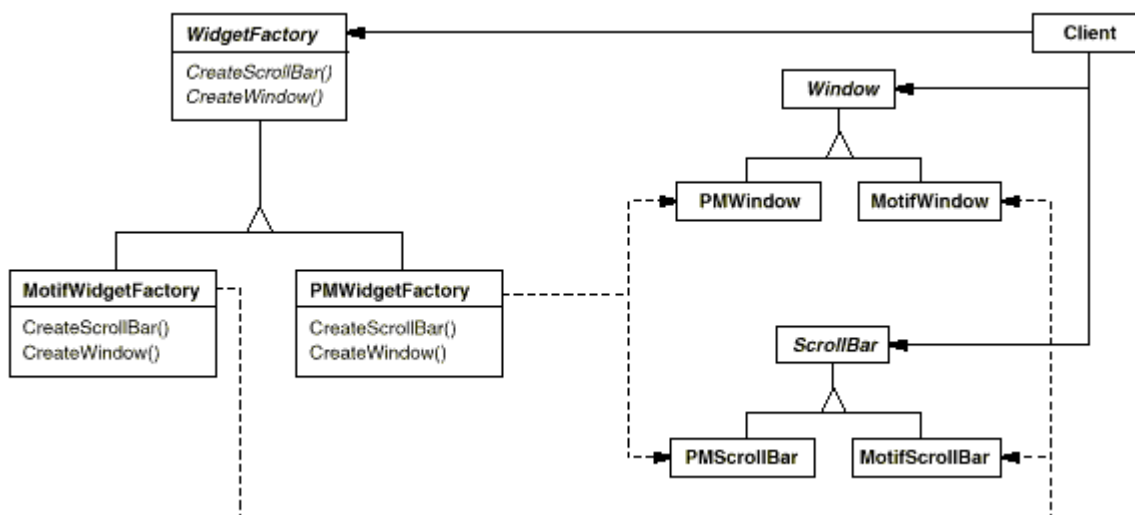 WidgetFactory
CreateScrollBar()
CreateWindow()
Client
Window
PMWindow
MotifWindow
MotifWidgetFactory
CreateScrollBar()
CreateWindow()
PMWidgetFactory
CreateScrollBar()
CreateWindow()
ScrollBar
PMScrollBar
MotifScrollBar